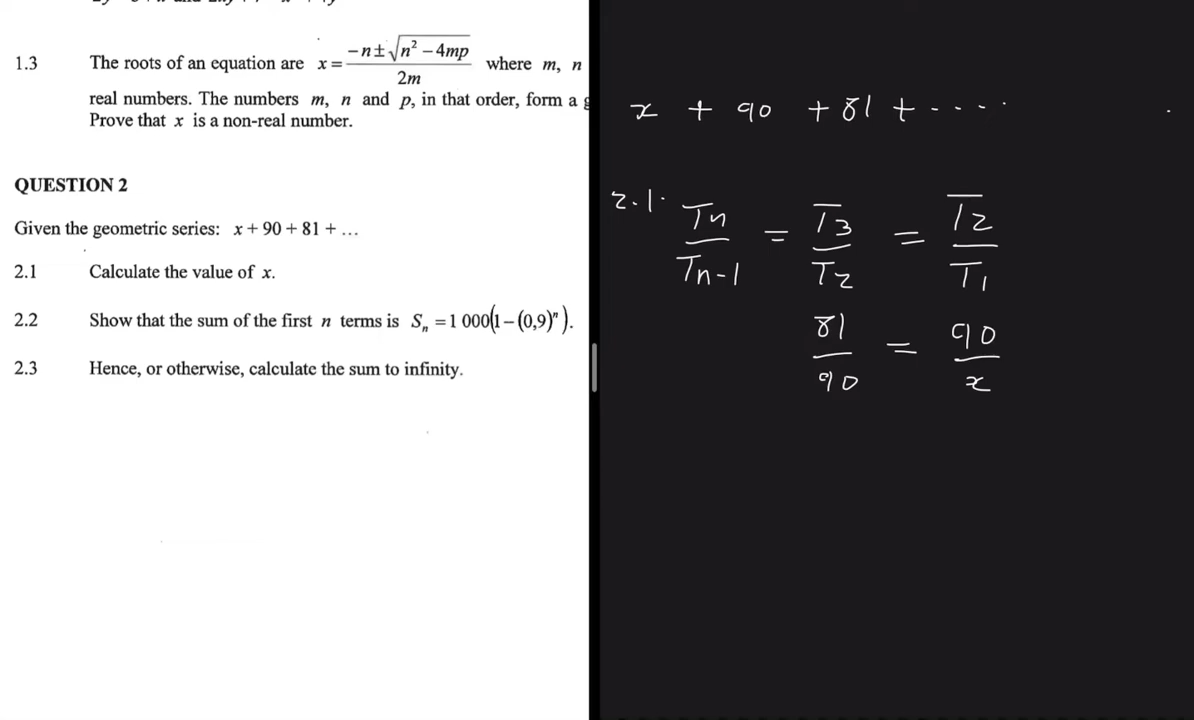 1.3 The roots of an equation are x = (−n ± √(n² − 4mp)) / 2m where m, n
real numbers. The numbers m, n and p, in that order, form a g
Prove that x is a non-real number.
QUESTION 2
Given the geometric series: x + 90 + 81 + ...
2.1 Calculate the value of x.
2.2 Show that the sum of the first n terms is Sₙ = 1 000(1 − (0,9)ⁿ).
2.3 Hence, or otherwise, calculate the sum to infinity.
x + 90 + 81 + .....
2.1. Tn / Tn-1 = T3 / T2 = T2 / T1
81 / 90 = 90 / x